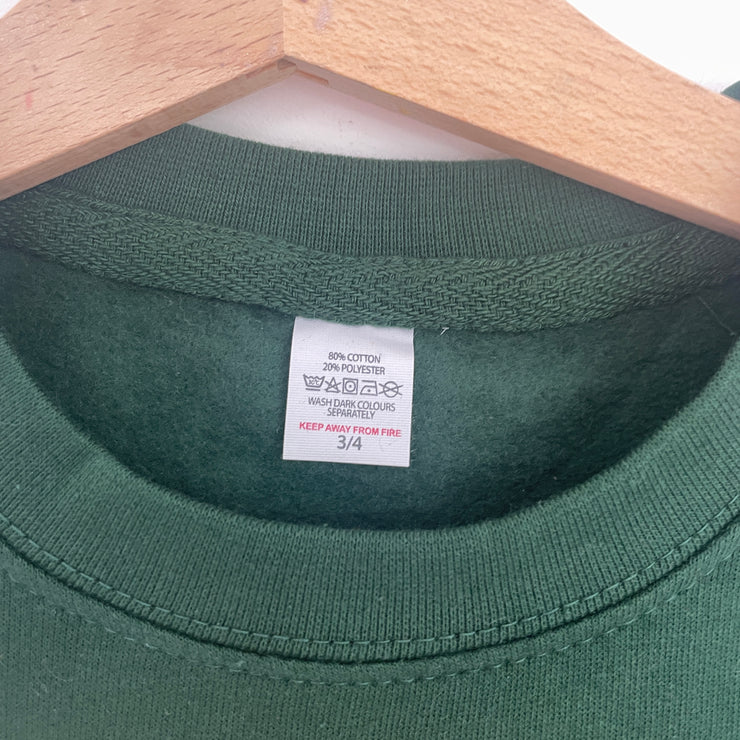 80% COTTON
20% POLYESTER
WASH DARK COLOURS
SEPARATELY
KEEP AWAY FROM FIRE
3/4